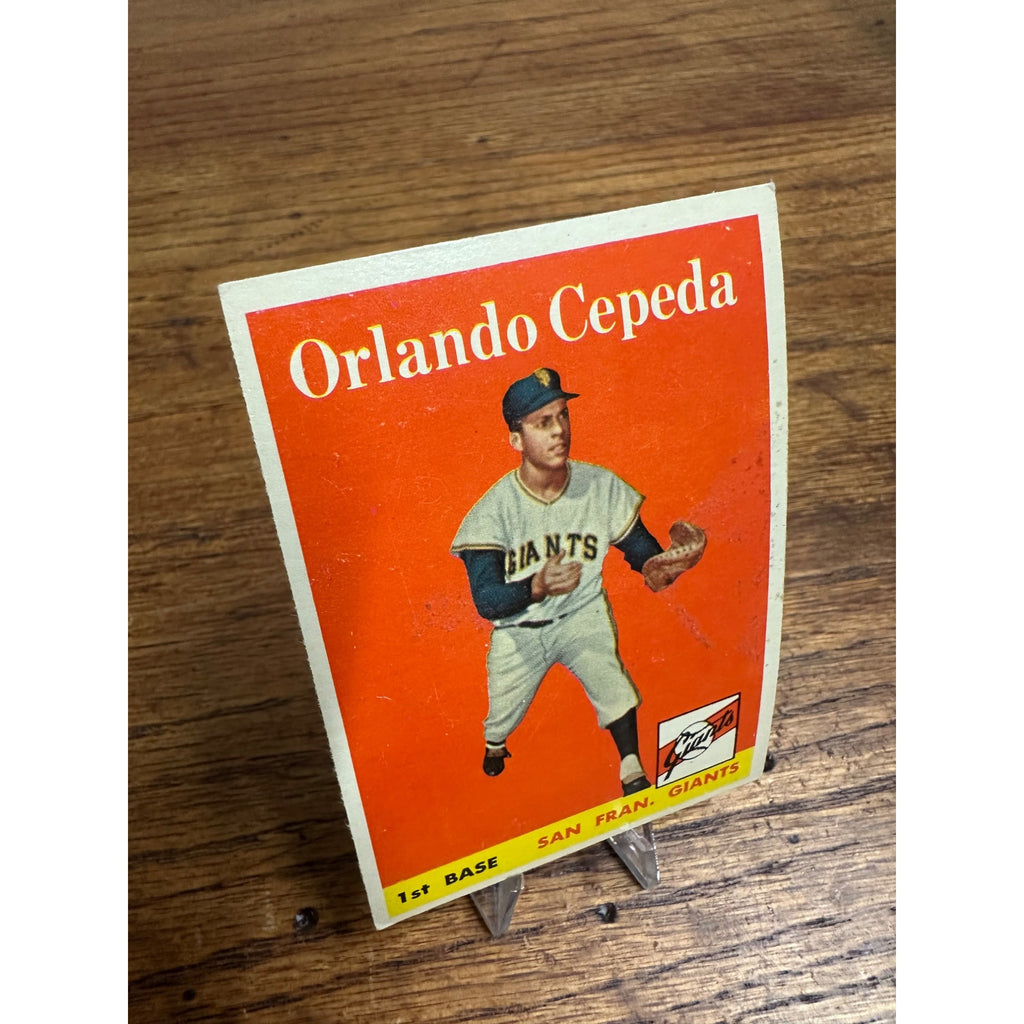 Orlando Cepeda
GIANTS
Giants
1st BASE SAN FRAN. GIANTS